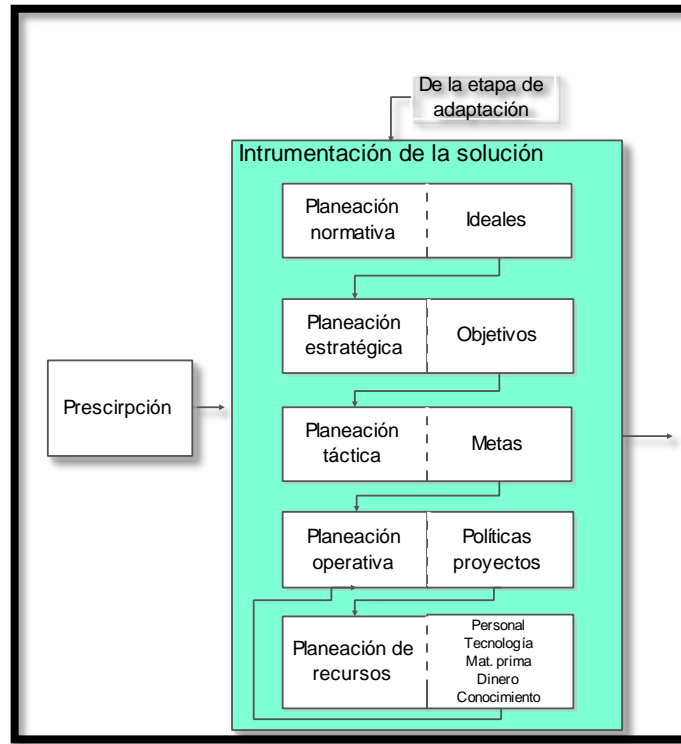 De la etapa de
adaptación
Intrumentación de la solución
Planeación
normativa
Ideales
Planeación
estratégica
Objetivos
Prescirpción
Planeación
táctica
Metas
Planeación
operativa
Políticas
proyectos
Planeación de
recursos
Personal
Tecnología
Mat. prima
Dinero
Conocimiento